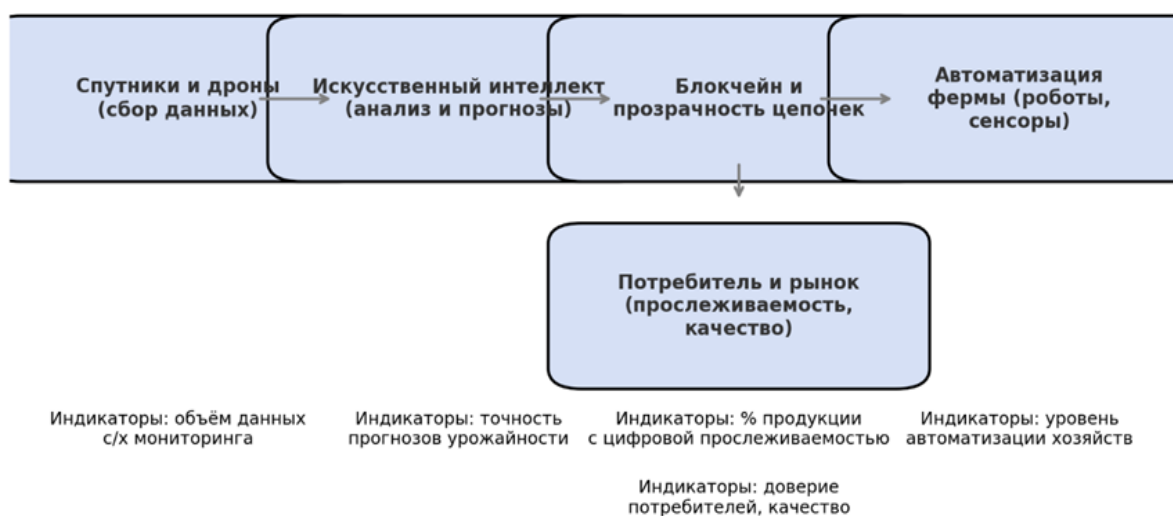 Спутники и дроны
(сбор данных)
Искусственный интеллект
(анализ и прогнозы)
Блокчейн и
прозрачность цепочек
Автоматизация
фермы (роботы,
сенсоры)
Потребитель и рынок
(прослеживаемость,
качество)
Индикаторы: объём данных
с/х мониторинга
Индикаторы: точность
прогнозов урожайности
Индикаторы: % продукции
с цифровой прослеживаемостью
Индикаторы: уровень
автоматизации хозяйств
Индикаторы: доверие
потребителей, качество